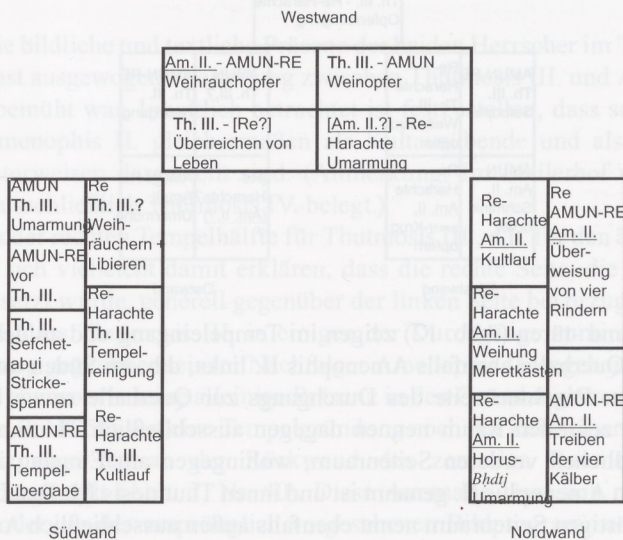 Westwand
Am. II. - AMUN-RE
Weihrauchopfer
Th. III. - AMUN
Weinopfer
Th. III. - [Re?]
Überreichen von
Leben
[Am. II.?] - Re-
Harachte
Umarmung
AMUN
Th. III.
Umarmung
Re
Th. III.?
Weih-
räuchern +
Libieren
AMUN-RE
vor
Th. III.
Re-
Harachte
Th. III.
Tempel-
reinigung
Th. III.
Sefchet-
abui
Stricke-
spannen
AMUN-RE
Th. III.
Tempel-
übergabe
Re-
Harachte
Th. III.
Kultlauf
Südwand
Re-
Harachte
Am. II.
Kultlauf
Re
AMUN-RE
Am. II.
Über-
weisung
von vier
Rindern
Re-
Harachte
Am. II.
Weihung
Meretkästen
Re-
Harachte
Am. II.
Horus-
Bḥdtj
Umarmung
AMUN-RE
Am. II.
Treiben
der vier
Kälber
Nordwand